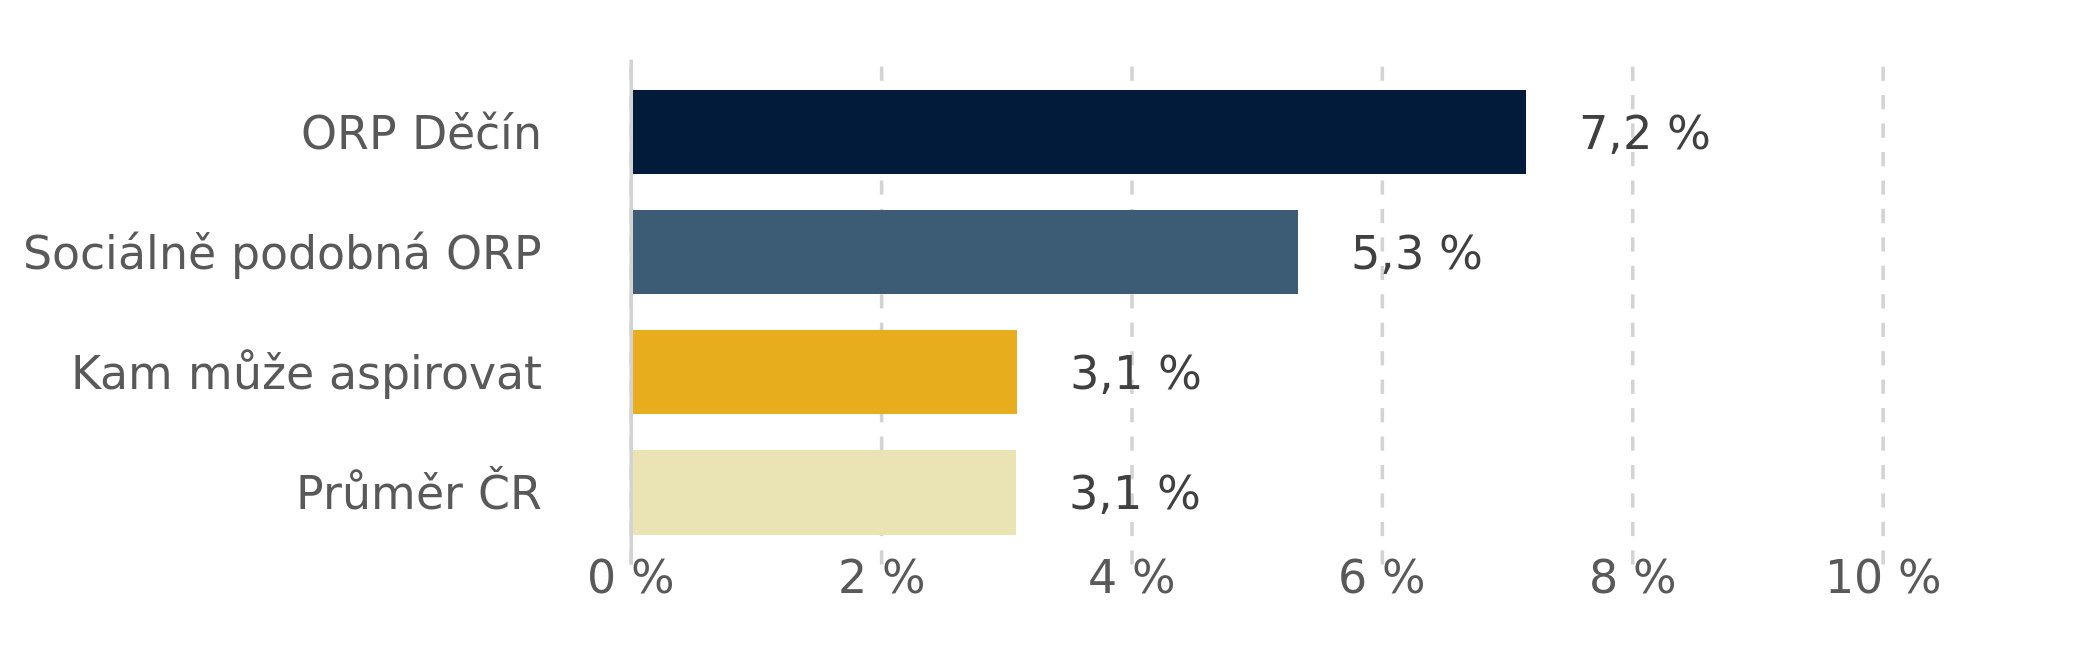 ORP Děčín
7,2 %
Sociálně podobná ORP
5,3 %
Kam může aspirovat
3,1 %
Průměr ČR
3,1 %
0 %
2 %
4 %
6 %
8 %
10 %